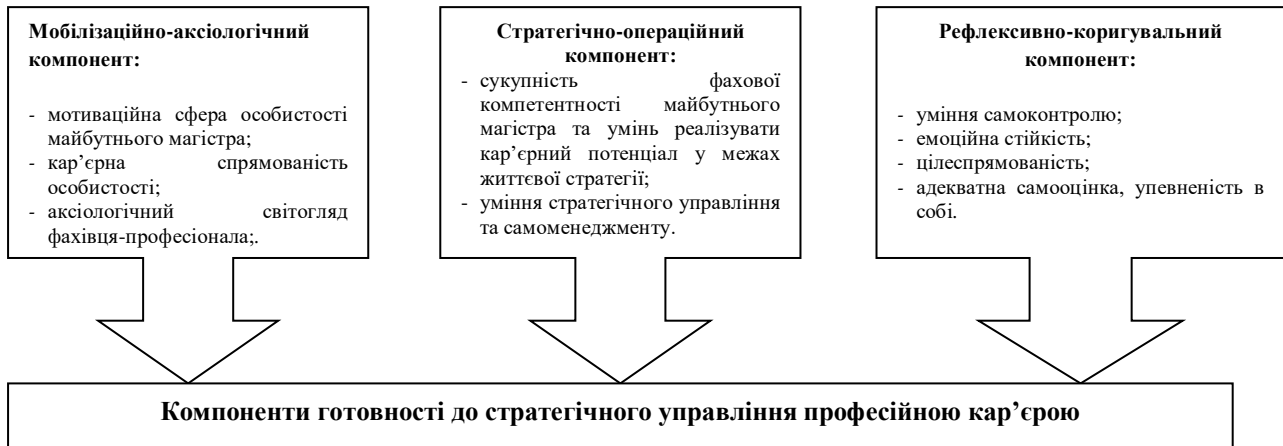 Мобілізаційно-аксіологічний
компонент:
- мотиваційна сфера особистості
майбутнього магістра;
- кар’єрна спрямованість
особистості;
- аксіологічний світогляд
фахівця-професіонала;.
Стратегічно-операційний
компонент:
- сукупність фахової
компетентності майбутнього
магістра та умінь реалізувати
кар’єрний потенціал у межах
життєвої стратегії;
- уміння стратегічного управління
та самоменеджменту.
Рефлексивно-коригувальний
компонент:
- уміння самоконтролю;
- емоційна стійкість;
- цілеспрямованість;
- адекватна самооцінка, упевненість в
собі.
Компоненти готовності до стратегічного управління професійною кар’єрою